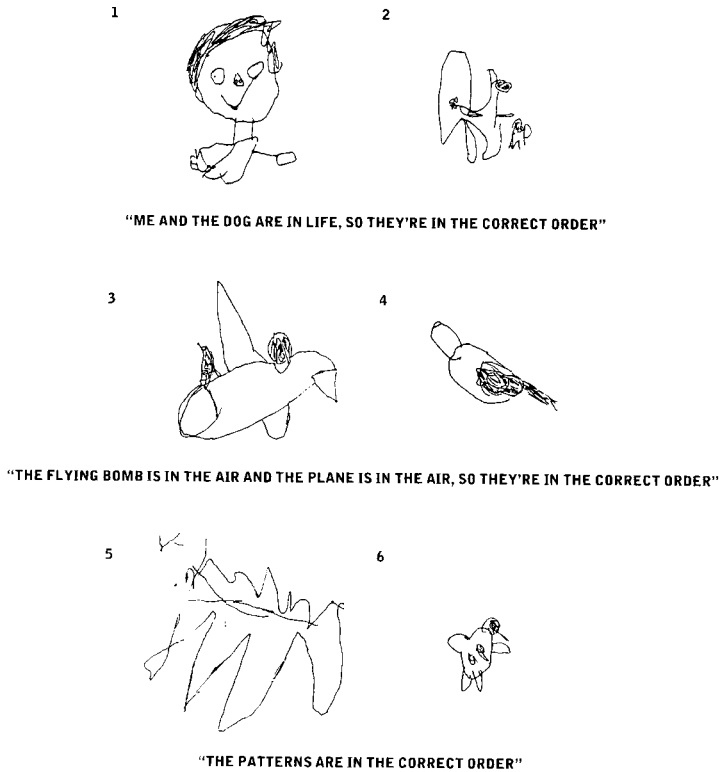 1 2
"ME AND THE DOG ARE IN LIFE, SO THEY'RE IN THE CORRECT ORDER"
3 4
"THE FLYING BOMB IS IN THE AIR AND THE PLANE IS IN THE AIR, SO THEY'RE IN THE CORRECT ORDER"
5 6
"THE PATTERNS ARE IN THE CORRECT ORDER"